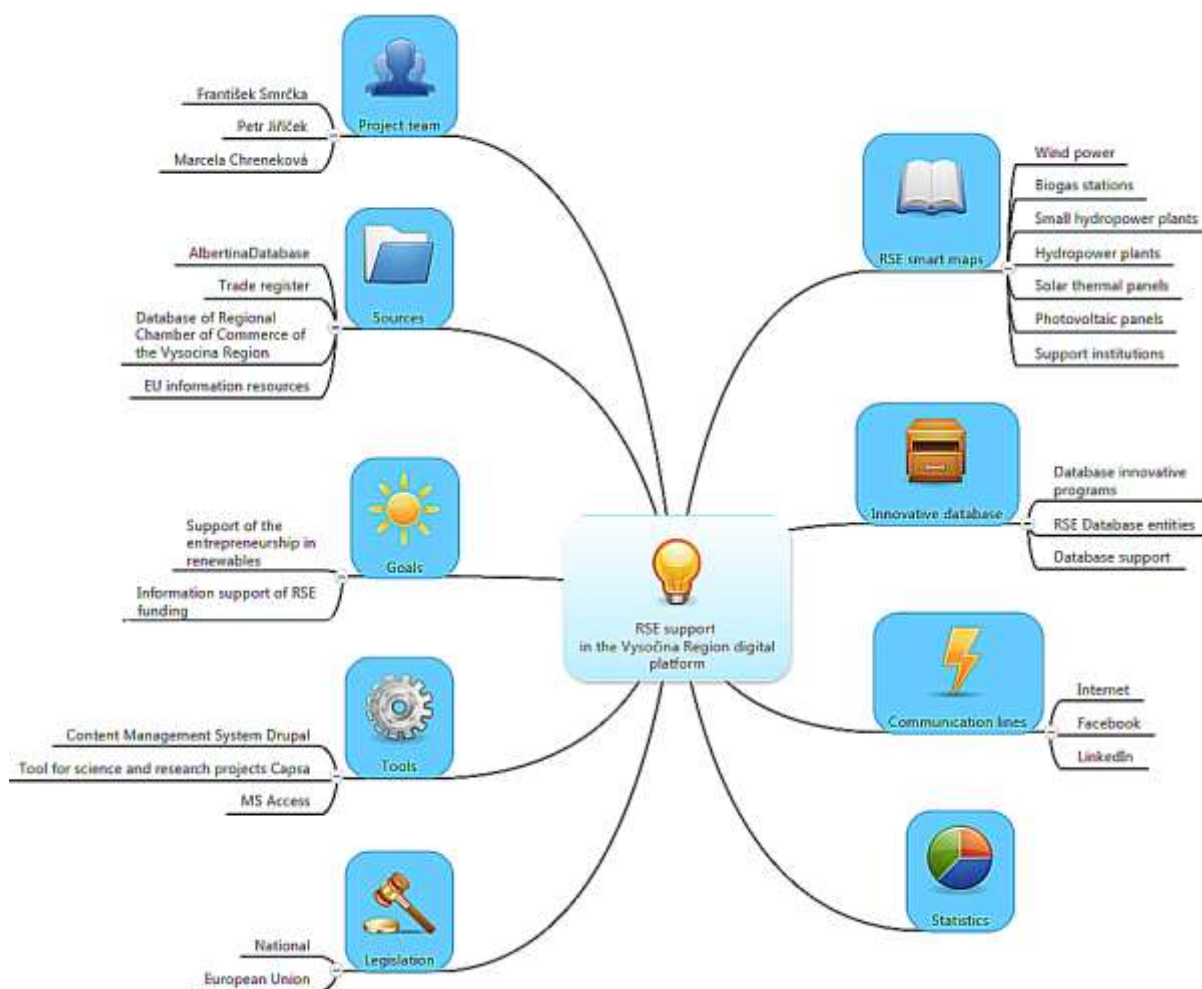 František Smrčka
Petr Jiříček
Marcela Chreneková
Project team
AlbertinaDatabase
Trade register
Database of Regional
Chamber of Commerce of
the Vysocina Region
EU information resources
Sources
Support of the
entrepreneurship in
renewables
Information support of RSE
funding
Goals
Content Management System Drupal
Tool for science and research projects Capsa
MS Access
Tools
National
European Union
Legislation
RSE support
in the Vysočina Region digital
platform
RSE smart maps
Wind power
Biogas stations
Small hydropower plants
Hydropower plants
Solar thermal panels
Photovoltaic panels
Support institutions
Innovative database
Database innovative
programs
RSE Database entities
Database support
Communication lines
Internet
Facebook
LinkedIn
Statistics